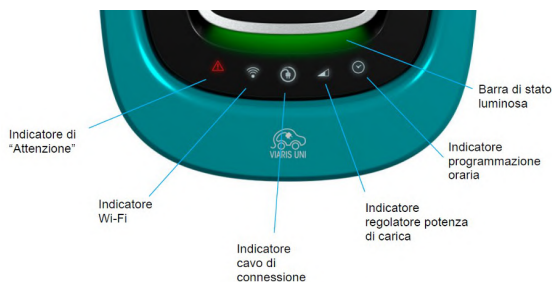 Barra di stato
luminosa
Indicatore di
“Attenzione”
VIARIS UNI
Indicatore
programmazione
oraria
Indicatore
Wi-Fi
Indicatore
regolatore potenza
di carica
Indicatore
cavo di
connessione